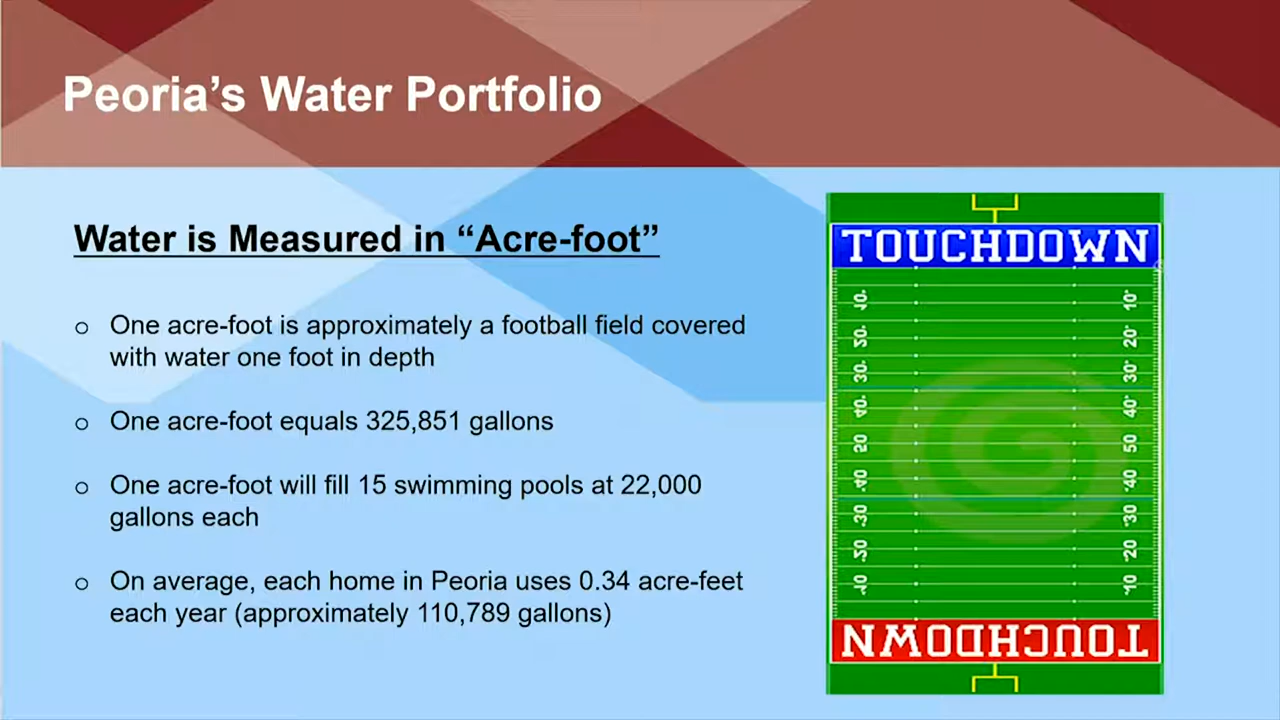 Peoria’s Water Portfolio
Water is Measured in “Acre-foot”
o One acre-foot is approximately a football field covered
with water one foot in depth
o One acre-foot equals 325,851 gallons
o One acre-foot will fill 15 swimming pools at 22,000
gallons each
o On average, each home in Peoria uses 0.34 acre-feet
each year (approximately 110,789 gallons)
TOUCHDOWN
10 10
20
30 30
40 40
50
40 40
30 30
20
10 10
TOUCHDOWN